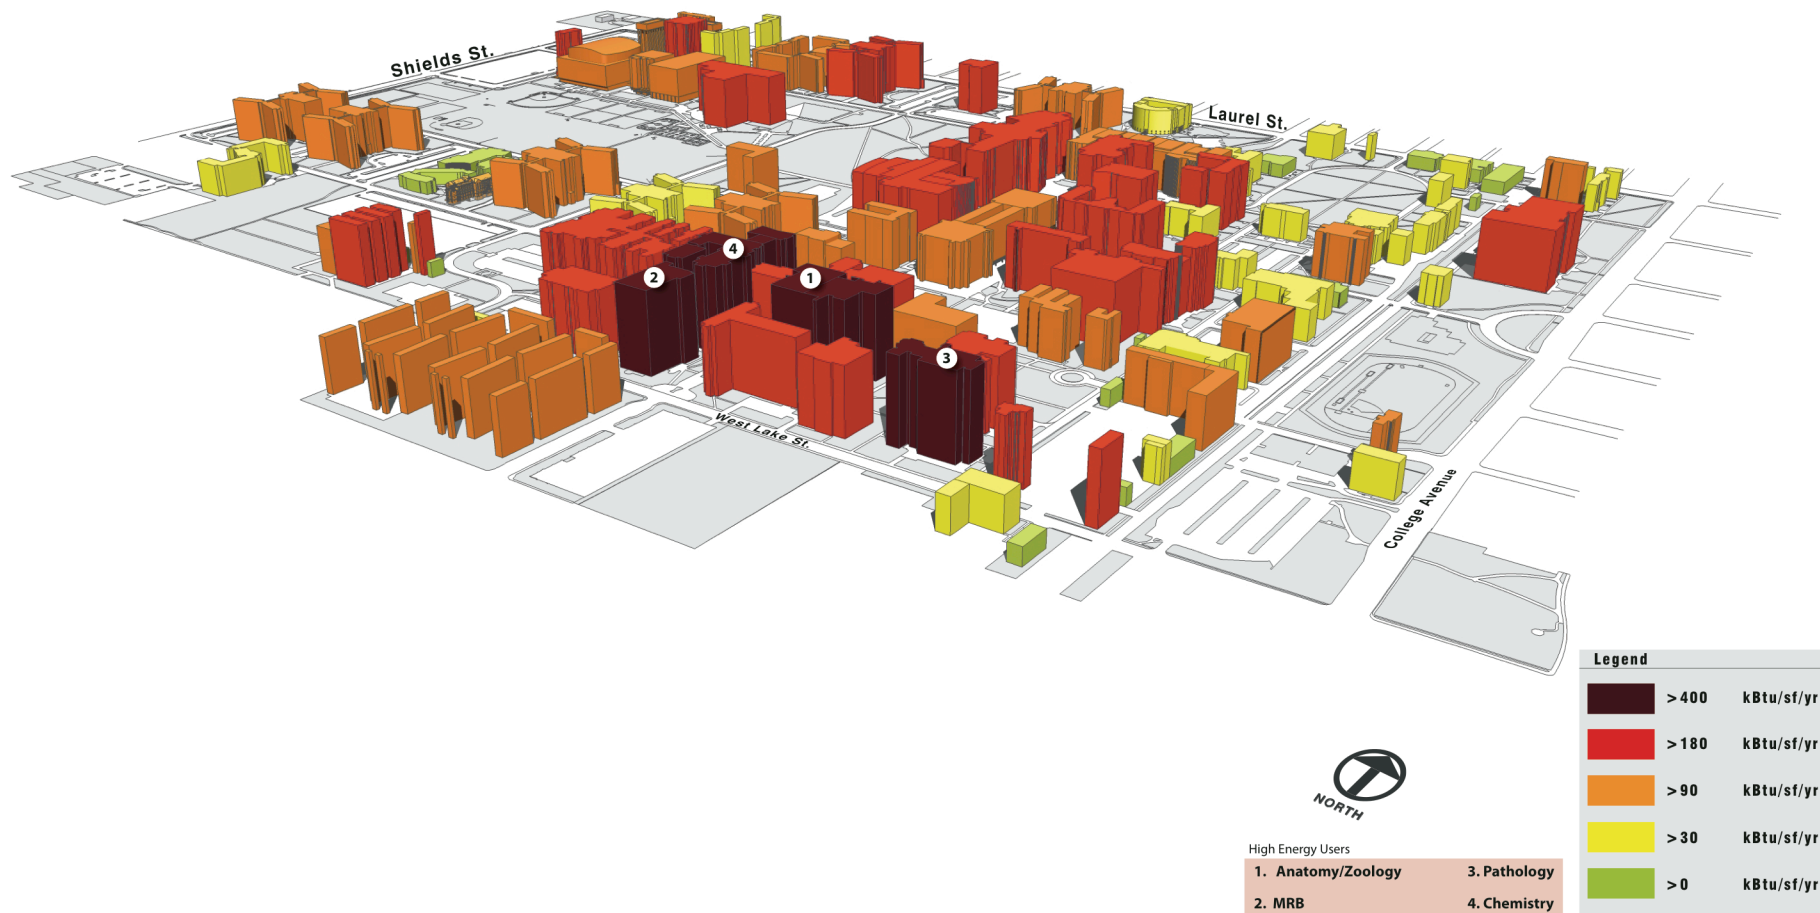 Shields St.
Laurel St.
4
2
1
3
West Lake St.
College Avenue
Legend
>400 kBtu/sf/yr
>180 kBtu/sf/yr
>90 kBtu/sf/yr
>30 kBtu/sf/yr
>0 kBtu/sf/yr
NORTH
High Energy Users
1. Anatomy/Zoology 3. Pathology
2. MRB 4. Chemistry